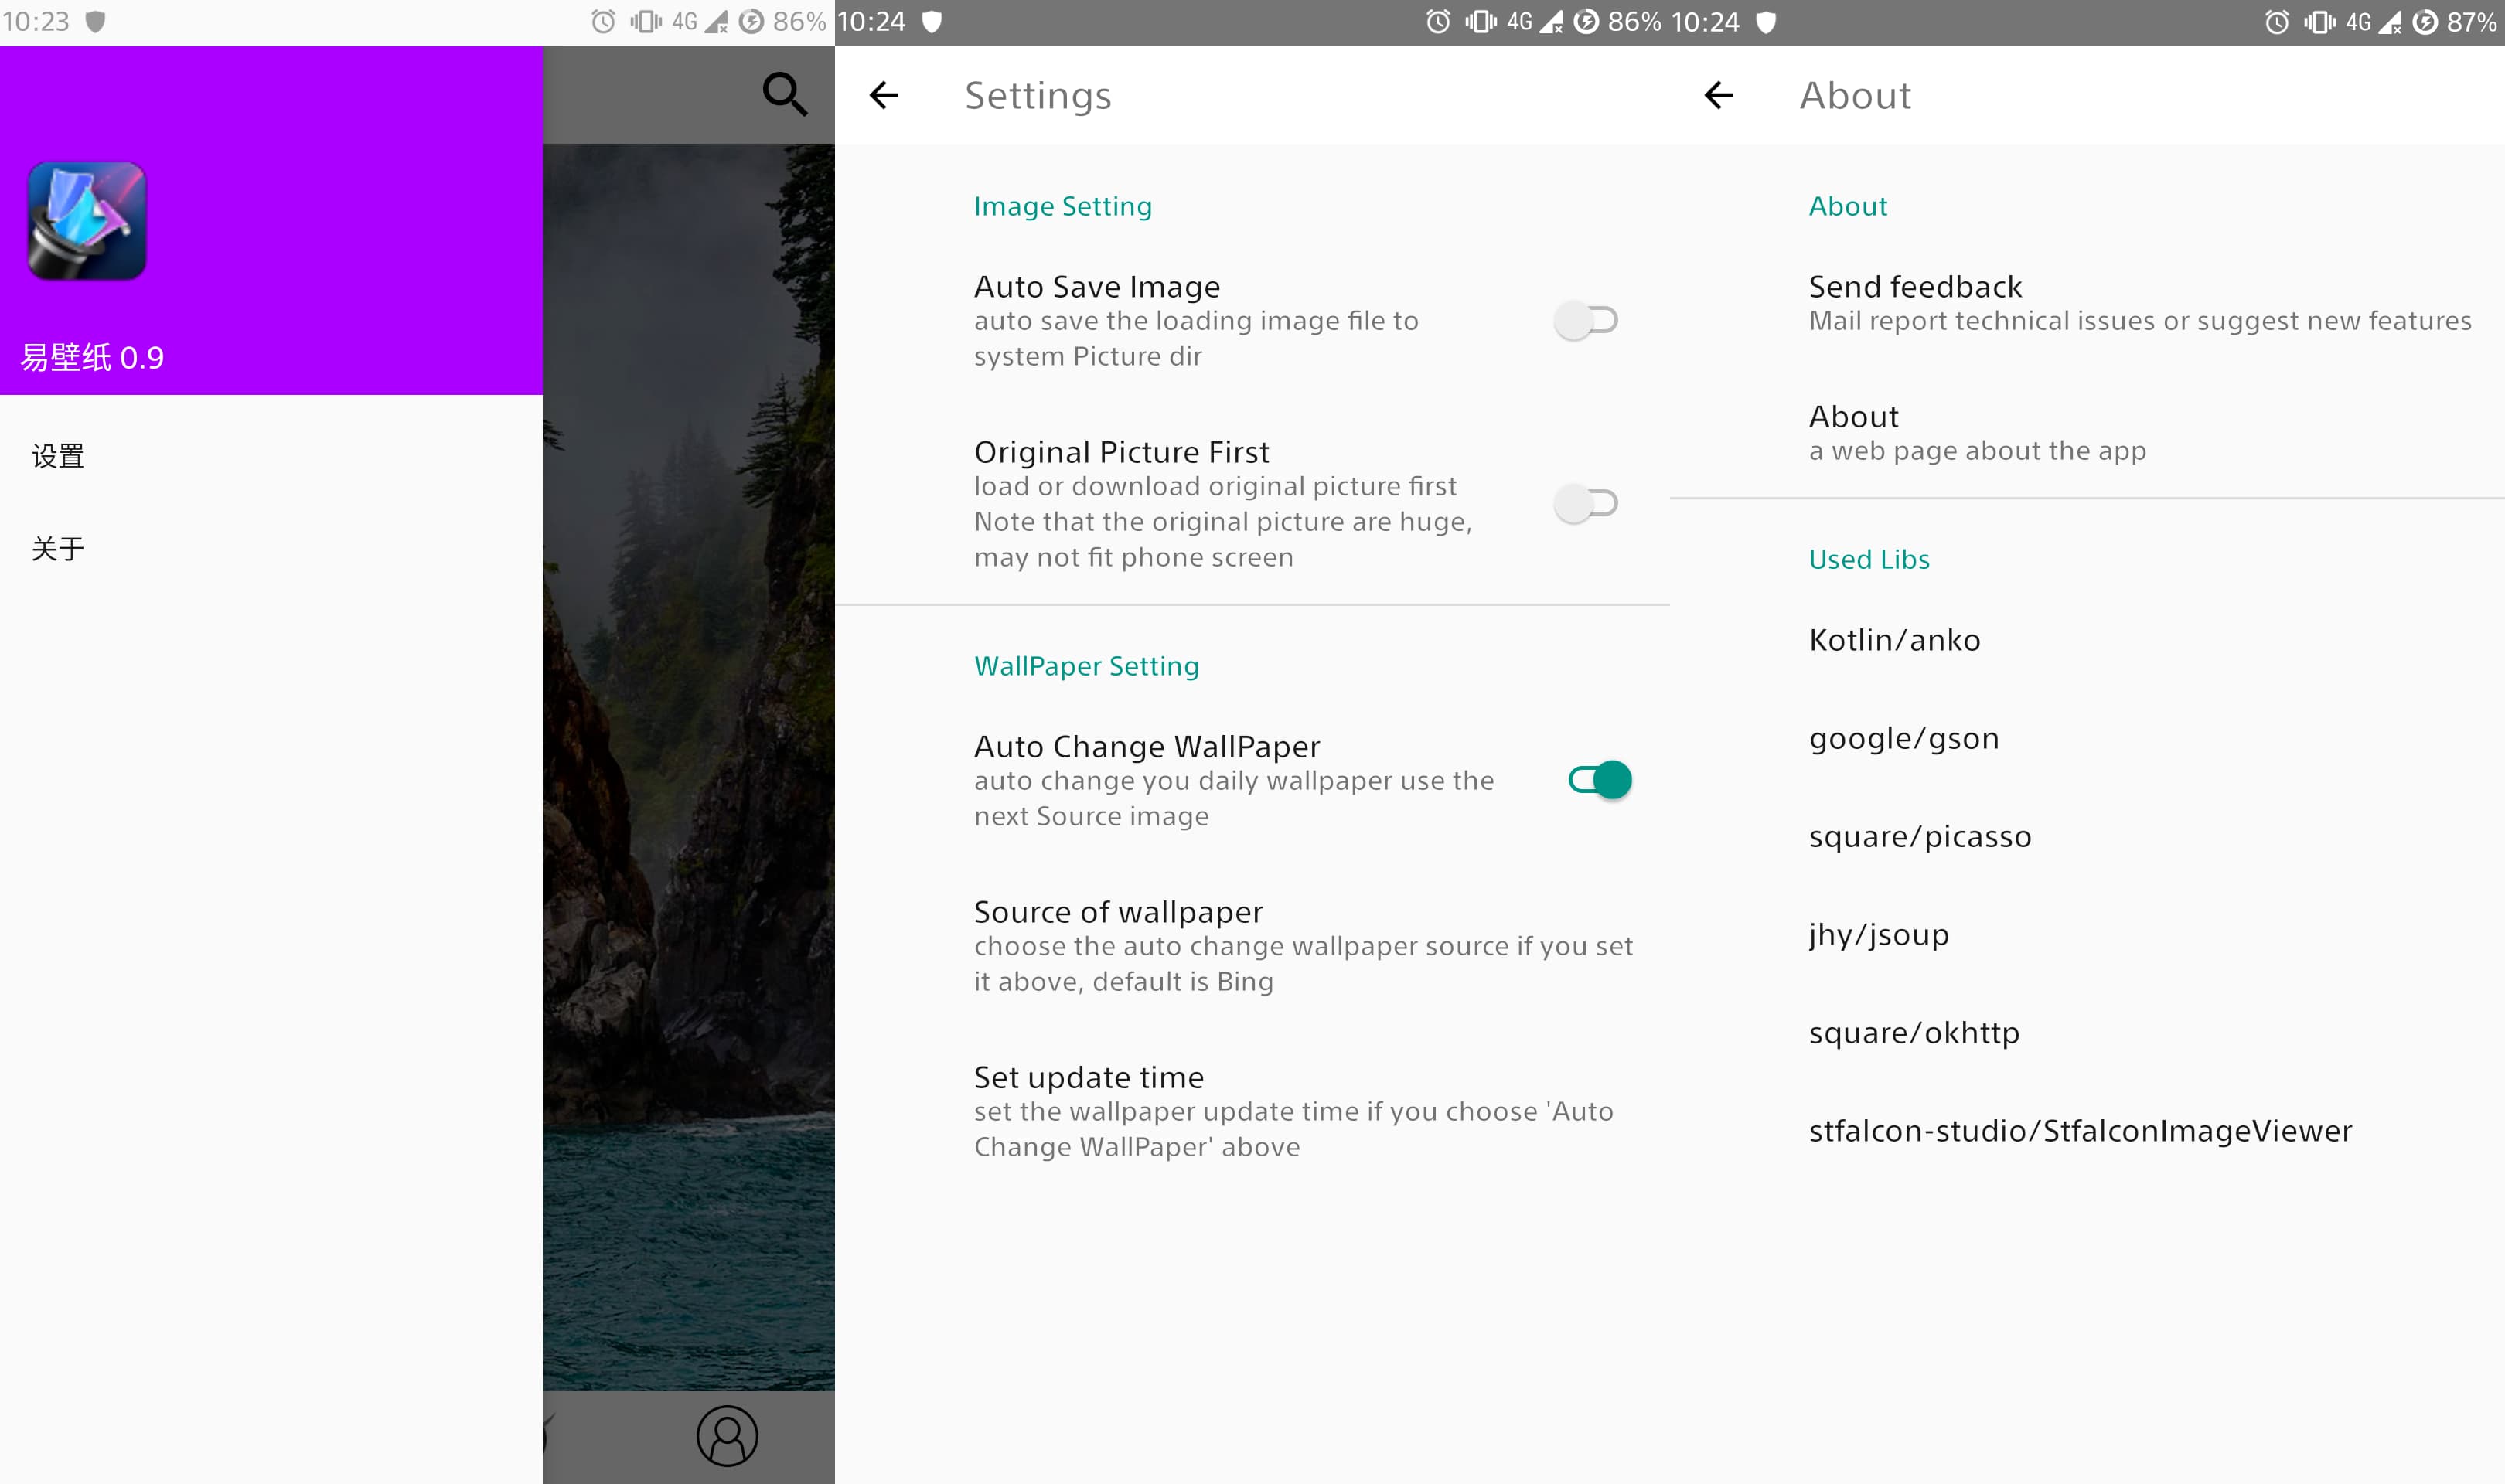 10:23
4G
86%
易壁纸 0.9
设置
关于
10:24
4G
86%
Settings
Image Setting
Auto Save Image
auto save the loading image file to
system Picture dir
Original Picture First
load or download original picture first
Note that the original picture are huge,
may not fit phone screen
WallPaper Setting
Auto Change WallPaper
auto change you daily wallpaper use the
next Source image
Source of wallpaper
choose the auto change wallpaper source if you set
it above, default is Bing
Set update time
set the wallpaper update time if you choose 'Auto
Change WallPaper' above
10:24
4G
87%
About
About
Send feedback
Mail report technical issues or suggest new features
About
a web page about the app
Used Libs
Kotlin/anko
google/gson
square/picasso
jhy/jsoup
square/okhttp
stfalcon-studio/StfalconImageViewer